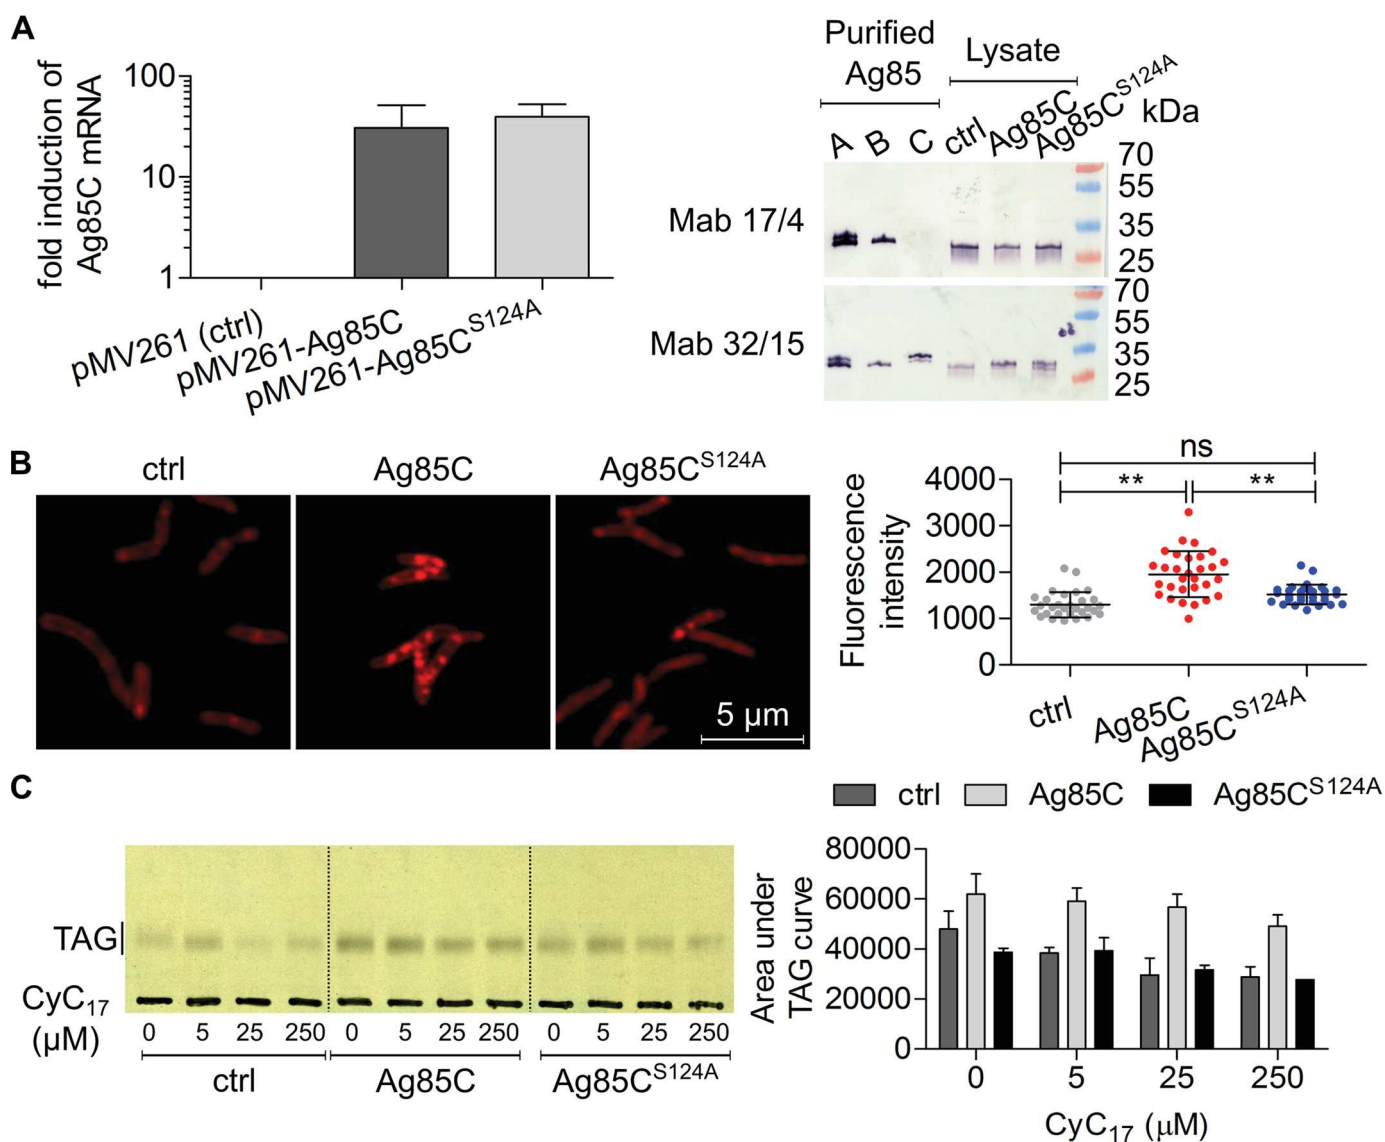 A
fold induction of
Ag85C mRNA
100
10
1
pMV261 (ctrl)
pMV261-Ag85C
pMV261-Ag85C^S124A
Purified
Ag85
Lysate
A B C ctrl Ag85C Ag85C^S124A kDa
Mab 17/4
70
55
35
25
Mab 32/15
70
55
35
25
B
ctrl Ag85C Ag85C^S124A
5 µm
Fluorescence
intensity
4000
3000
2000
1000
0
ns
** **
ctrl
Ag85C
Ag85C^S124A
C
TAG
CyC17
(µM)
0 5 25 250 0 5 25 250 0 5 25 250
ctrl Ag85C Ag85C^S124A
ctrl Ag85C Ag85C^S124A
Area under
TAG curve
80000
60000
40000
20000
0
0 5 25 250
CyC17 (µM)